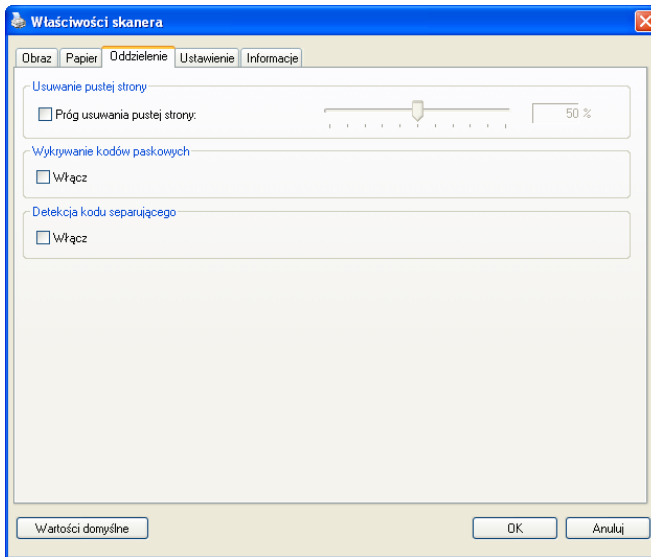 Właściwości skanera
Obraz Papier Oddzielenie Ustawienie Informacje
Usuwanie pustej strony
Próg usuwania pustej strony: 50 %
Wykrywanie kodów paskowych
Włącz
Detekcja kodu separującego
Włącz
Wartości domyślne OK Anuluj